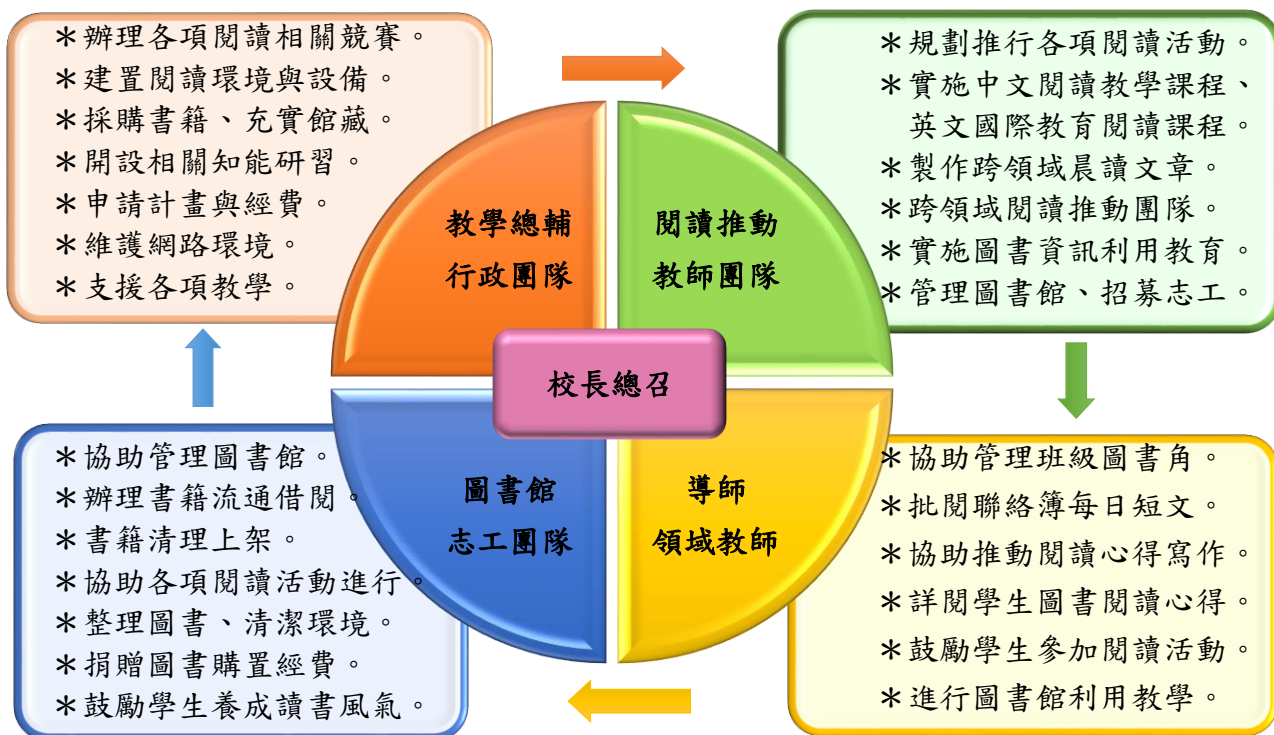 ＊辦理各項閱讀相關競賽。
＊建置閱讀環境與設備。
＊採購書籍、充實館藏。
＊開設相關知能研習。
＊申請計畫與經費。
＊維護網路環境。
＊支援各項教學。
＊規劃推行各項閱讀活動。
＊實施中文閱讀教學課程、
英文國際教育閱讀課程。
＊製作跨領域晨讀文章。
＊跨領域閱讀推動團隊。
＊實施圖書資訊利用教育。
＊管理圖書館、招募志工。
教學總輔
行政團隊
閱讀推動
教師團隊
校長總召
圖書館
志工團隊
導師
領域教師
＊協助管理圖書館。
＊辦理書籍流通借閱。
＊書籍清理上架。
＊協助各項閱讀活動進行。
＊整理圖書、清潔環境。
＊捐贈圖書購置經費。
＊鼓勵學生養成讀書風氣。
＊協助管理班級圖書角。
＊批閱聯絡簿每日短文。
＊協助推動閱讀心得寫作。
＊詳閱學生圖書閱讀心得。
＊鼓勵學生參加閱讀活動。
＊進行圖書館利用教學。